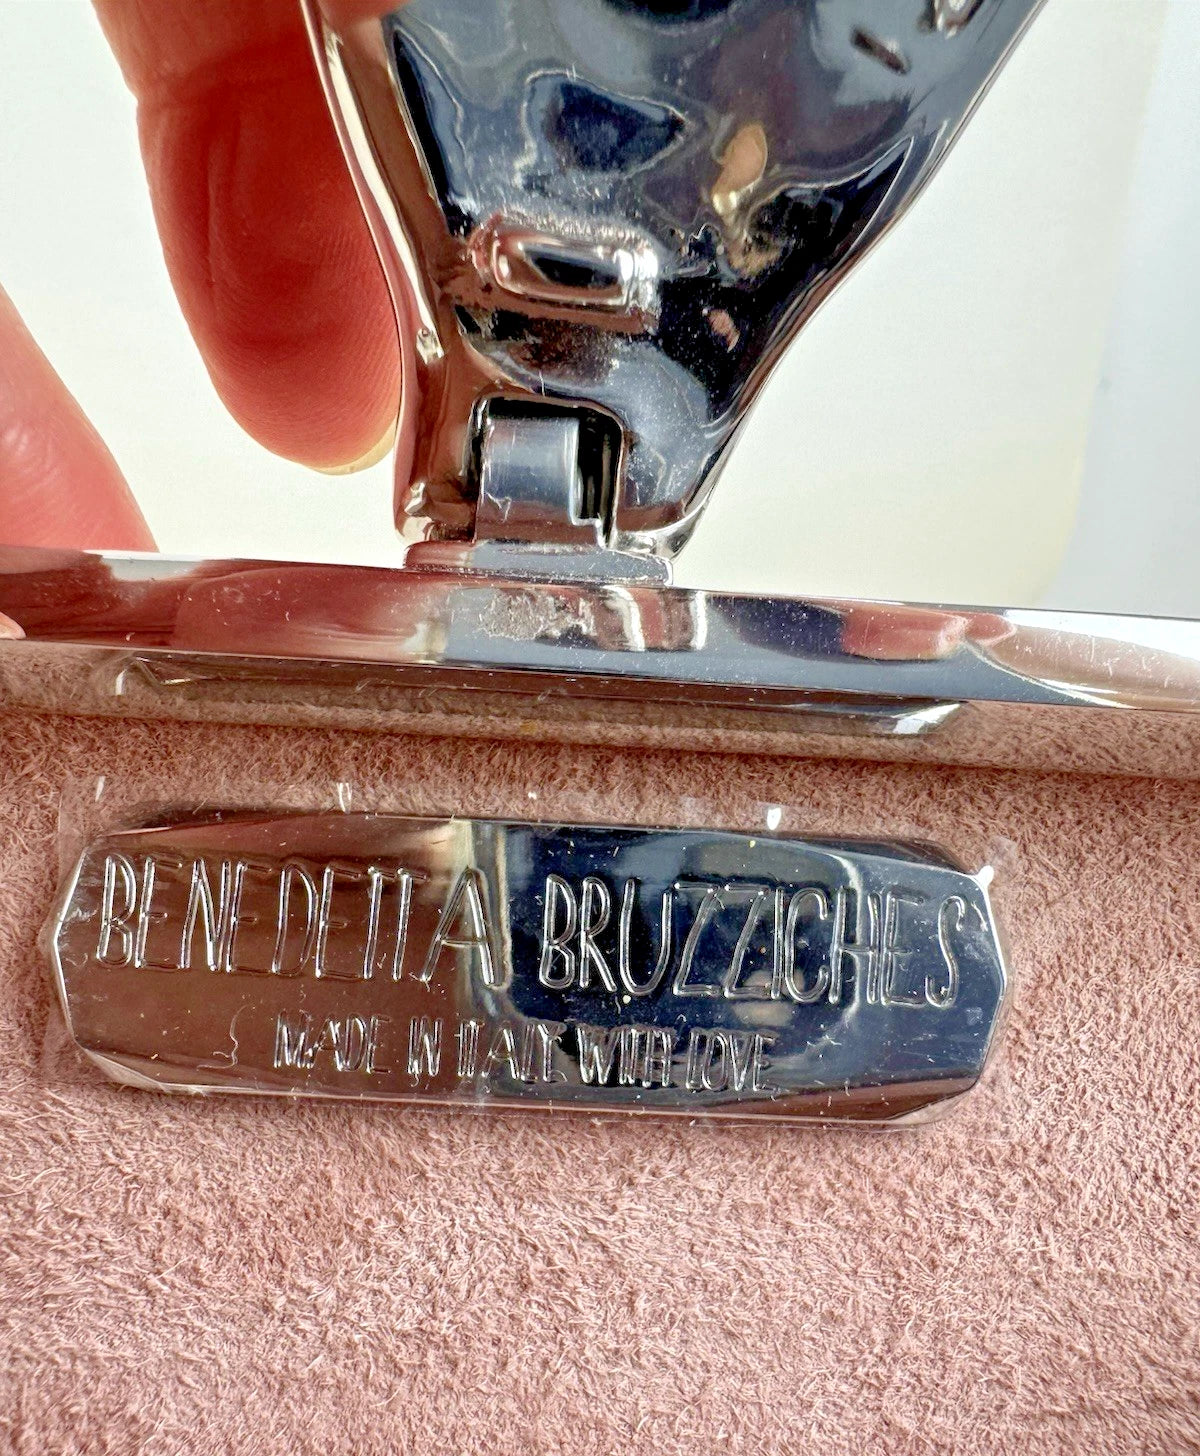 BENEDETTA BRUZZICHES
MADE IN ITALY WITH LOVE